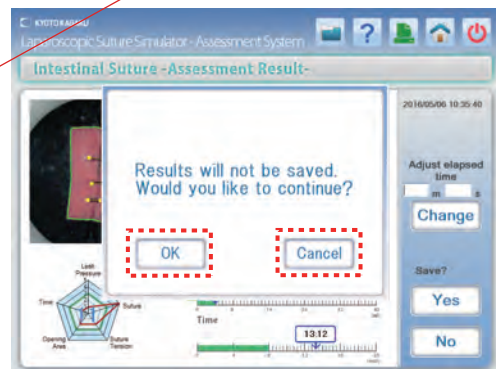 KYOTO KAGAKU
Laparoscopic Suture Simulator - Assessment System
?
Intestinal Suture -Assessment Result-
2016/05/06 10:35:40
Results will not be saved.
Would you like to continue?
OK
Cancel
Adjust elapsed
time
m
s
Change
Save?
Yes
No
Leak
Pressure
Time
Suture
Opening
Area
Suture
Tension
Time
13.12